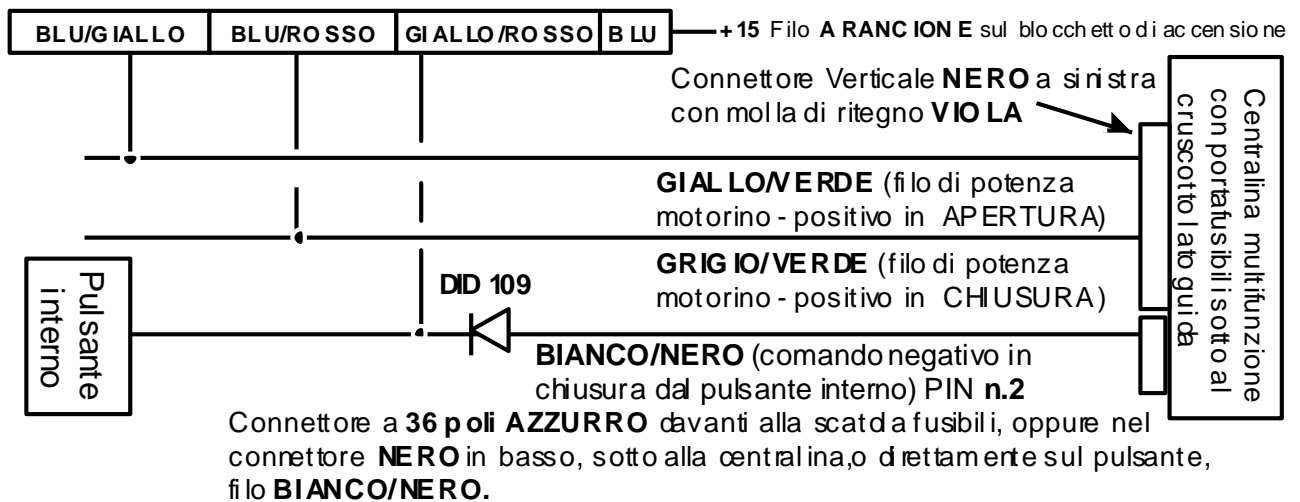 BLU/GIALLO BLU/ROSSO GIALLO/ROSSO BLU +15 Filo ARANCIONE sul blocchetto di accensione
Connettore Verticale NERO a sinistra
con molla di ritegno VIOLA
Centralina multifunzione
con portafusibili sotto al
cruscotto lato guida
GIALLO/VERDE (filo di potenza
motorino - positivo in APERTURA)
GRIGIO/VERDE (filo di potenza
motorino - positivo in CHIUSURA)
Pulsante
interno
DID 109
BIANCO/NERO (comando negativo in
chiusura dal pulsante interno) PIN n.2
Connettore a 36 poli AZZURRO davanti alla scatola fusibili, oppure nel
connettore NERO in basso, sotto alla centralina,o direttamente sul pulsante,
filo BIANCO/NERO.